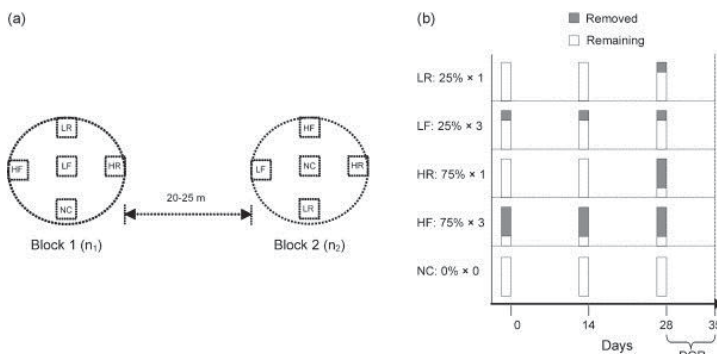 (a)
LR
HF
LF
HR
NC
Block 1 (n₁)
20-25 m
HF
LF
NC
HR
LR
Block 2 (n₂)
(b)
Removed
Remaining
LR: 25% × 1
LF: 25% × 3
HR: 75% × 1
HF: 75% × 3
NC: 0% × 0
0
14
28
Days